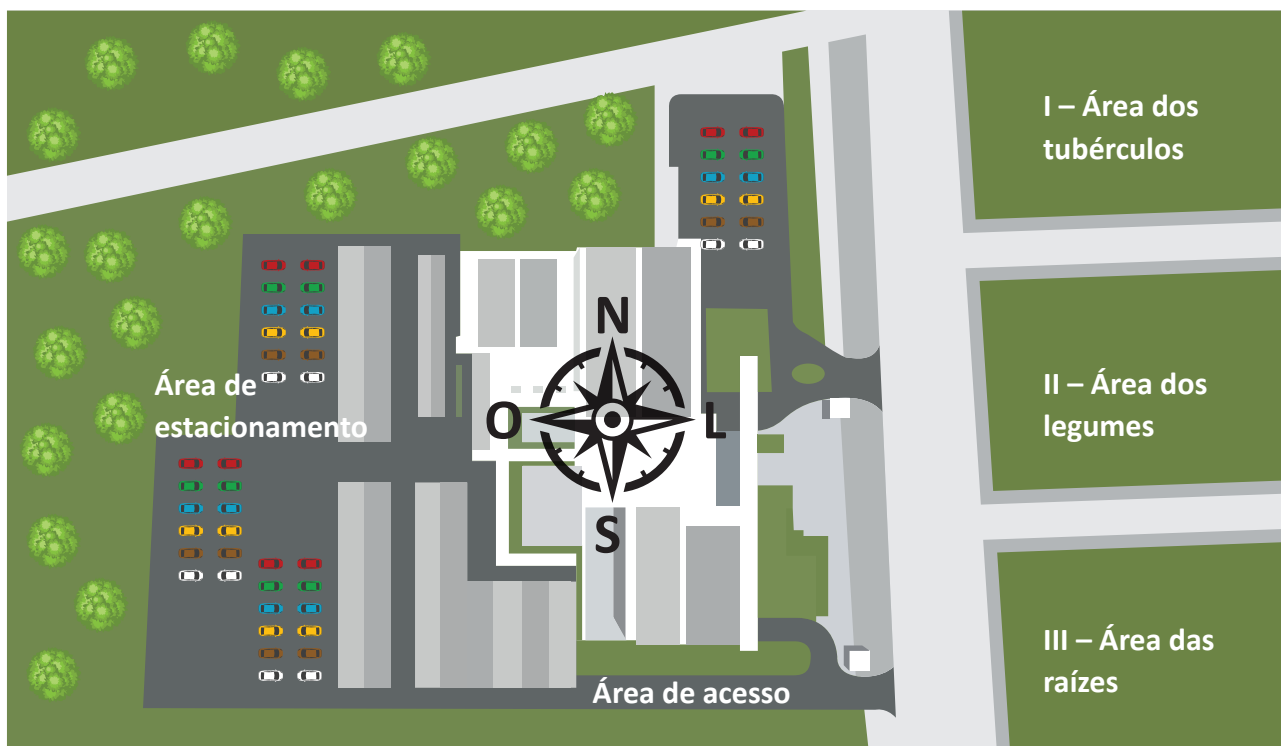 I – Área dos
tubérculos
N
II – Área dos
legumes
Área de
estacionamento
O
L
S
III – Área das
raízes
Área de acesso